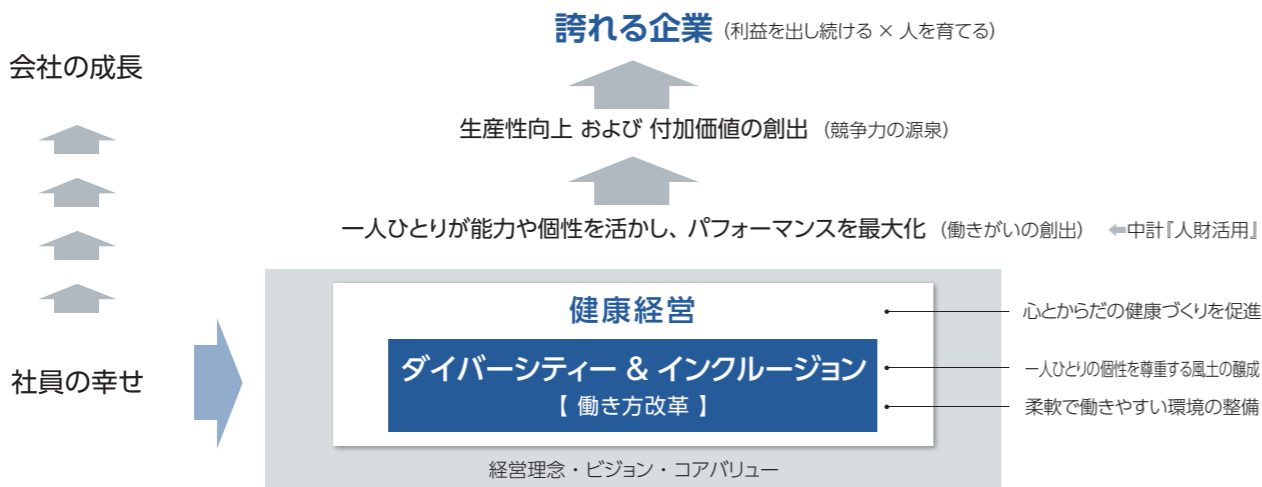 誇れる企業 (利益を出し続ける × 人を育てる)
会社の成長
生産性向上 および 付加価値の創出 (競争力の源泉)
一人ひとりが能力や個性を活かし、パフォーマンスを最大化 (働きがいの創出) ⬅中計『人財活用』
健康経営
心とからだの健康づくりを促進
ダイバーシティー & インクルージョン
一人ひとりの個性を尊重する風土の醸成
社員の幸せ
【 働き方改革 】
柔軟で働きやすい環境の整備
経営理念・ビジョン・コアバリュー